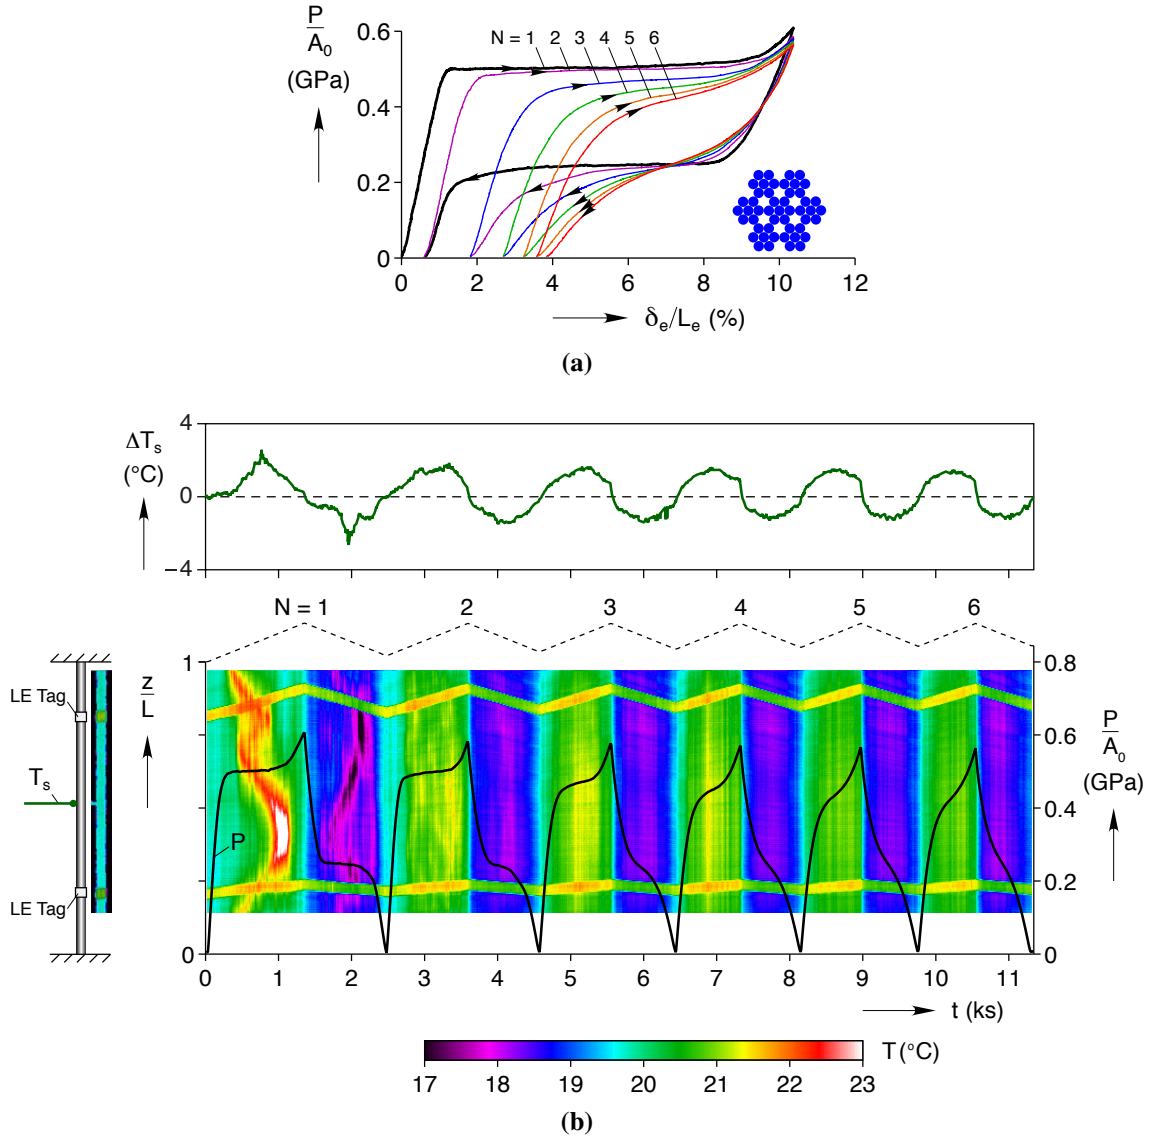 P
A₀
(GPa)
N = 1 2 3 4 5 6
0.6
0.4
0.2
0
0 2 4 6 8 10 12
δₑ/Lₑ (%)
(a)
ΔTₛ
(°C)
4
0
−4
N = 1 2 3 4 5 6
LE Tag
Tₛ
LE Tag
z
L
1
0
P
0.8
0.6
0.4
0.2
0
P
A₀
(GPa)
0 1 2 3 4 5 6 7 8 9 10 11
t (ks)
T (°C)
17 18 19 20 21 22 23
(b)